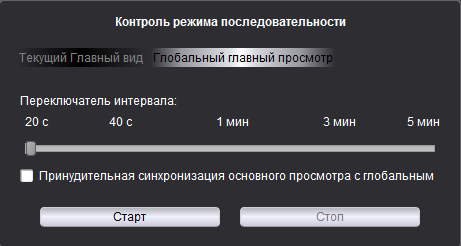 Контроль режима последовательности
Текущий Главный вид Глобальный главный просмотр
Переключатель интервала:
20 с 40 с 1 мин 3 мин 5 мин
Принудительная синхронизация основного просмотра с глобальным
Старт Стоп